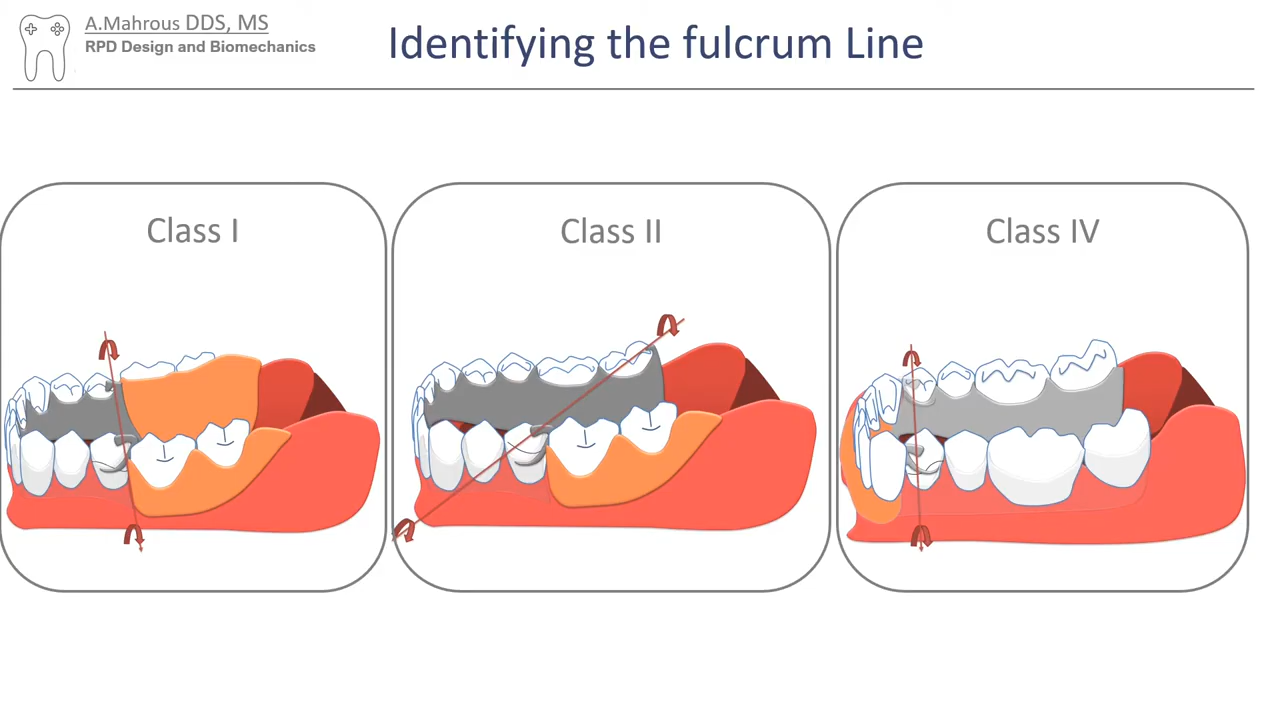 A.Mahrous DDS, MS
RPD Design and Biomechanics
Identifying the fulcrum Line
Class I
Class II
Class IV